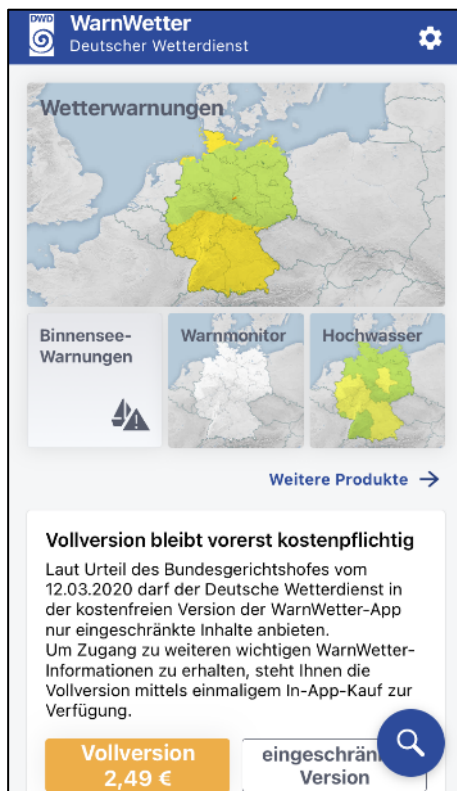 DWD
WarnWetter
Deutscher Wetterdienst
Wetterwarnungen
Binnensee-
Warnungen
Warnmonitor
Hochwasser
Weitere Produkte →
Vollversion bleibt vorerst kostenpflichtig
Laut Urteil des Bundesgerichtshofes vom
12.03.2020 darf der Deutsche Wetterdienst in
der kostenfreien Version der WarnWetter-App
nur eingeschränkte Inhalte anbieten.
Um Zugang zu weiteren wichtigen WarnWetter-
Informationen zu erhalten, steht Ihnen die
Vollversion mittels einmaligem In-App-Kauf zur
Verfügung.
Vollversion
2,49 €
Version